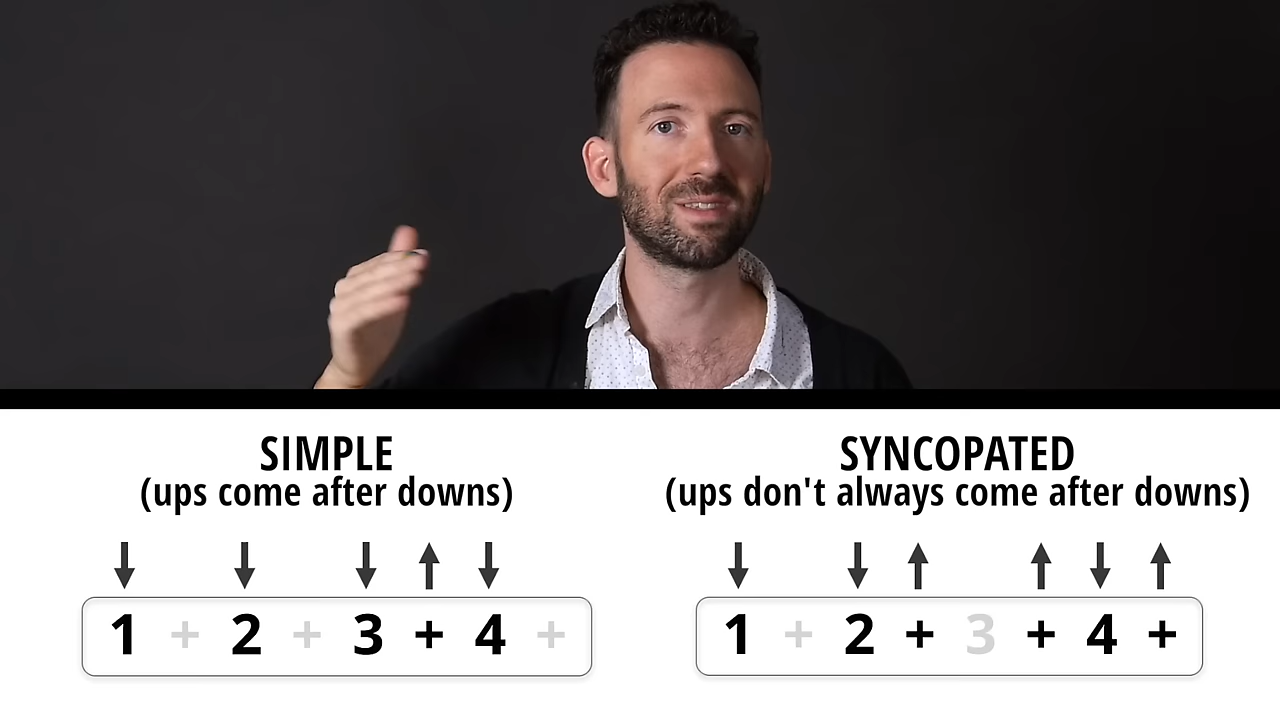 SIMPLE
(ups come after downs)
1 + 2 + 3 + 4 +
SYNCOPATED
(ups don't always come after downs)
1 + 2 + 3 + 4 +